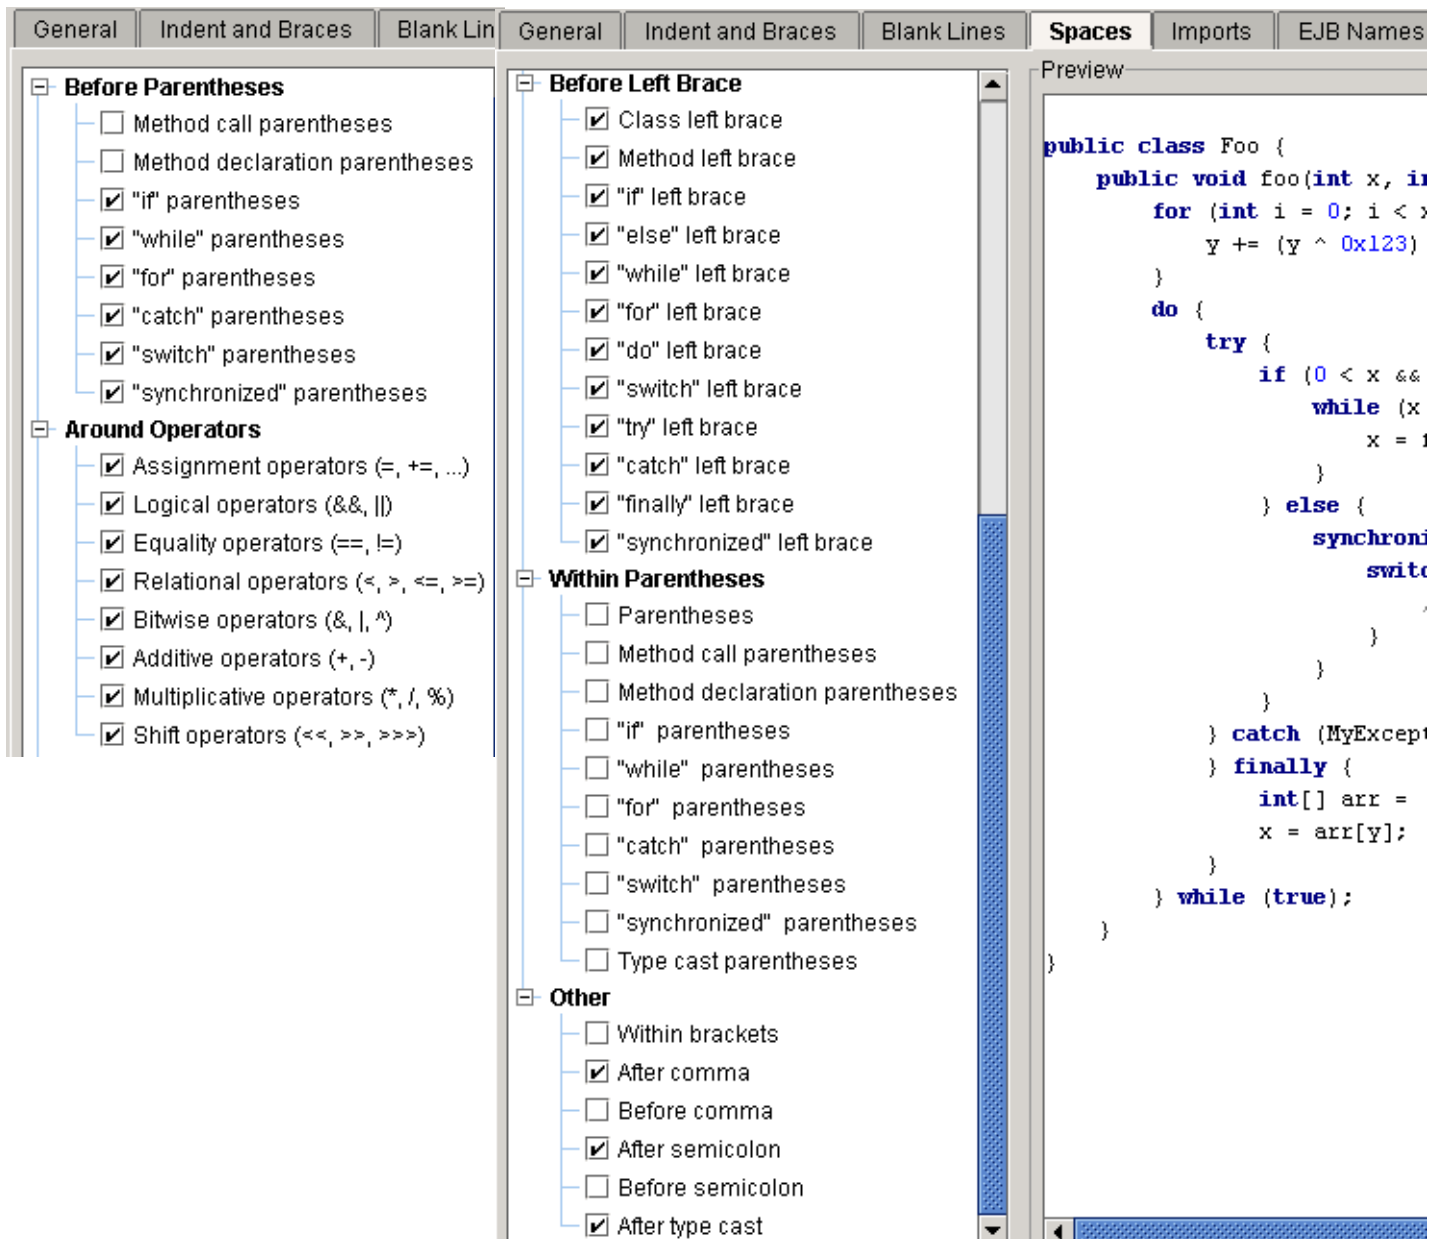 General Indent and Braces Blank Lin
Before Parentheses
Method call parentheses
Method declaration parentheses
"if" parentheses
"while" parentheses
"for" parentheses
"catch" parentheses
"switch" parentheses
"synchronized" parentheses
Around Operators
Assignment operators (=, +=, ...)
Logical operators (&&, ||)
Equality operators (==, !=)
Relational operators (<, >, <=, >=)
Bitwise operators (&, |, ^)
Additive operators (+, -)
Multiplicative operators (*, /, %)
Shift operators (<<, >>, >>>)
General Indent and Braces Blank Lines Spaces Imports EJB Names
Before Left Brace
Class left brace
Method left brace
"if" left brace
"else" left brace
"while" left brace
"for" left brace
"do" left brace
"switch" left brace
"try" left brace
"catch" left brace
"finally" left brace
"synchronized" left brace
Within Parentheses
Parentheses
Method call parentheses
Method declaration parentheses
"if" parentheses
"while" parentheses
"for" parentheses
"catch" parentheses
"switch" parentheses
"synchronized" parentheses
Type cast parentheses
Other
Within brackets
After comma
Before comma
After semicolon
Before semicolon
After type cast
Preview
public class Foo {
public void foo(int x, in
for (int i = 0; i < x
y += (y ^ 0x123)
}
do {
try {
if (0 < x &&
while (x
x = f
}
} else {
synchroni
switc
}
}
}
} catch (MyExcept
} finally {
int[] arr =
x = arr[y];
}
} while (true);
}
}